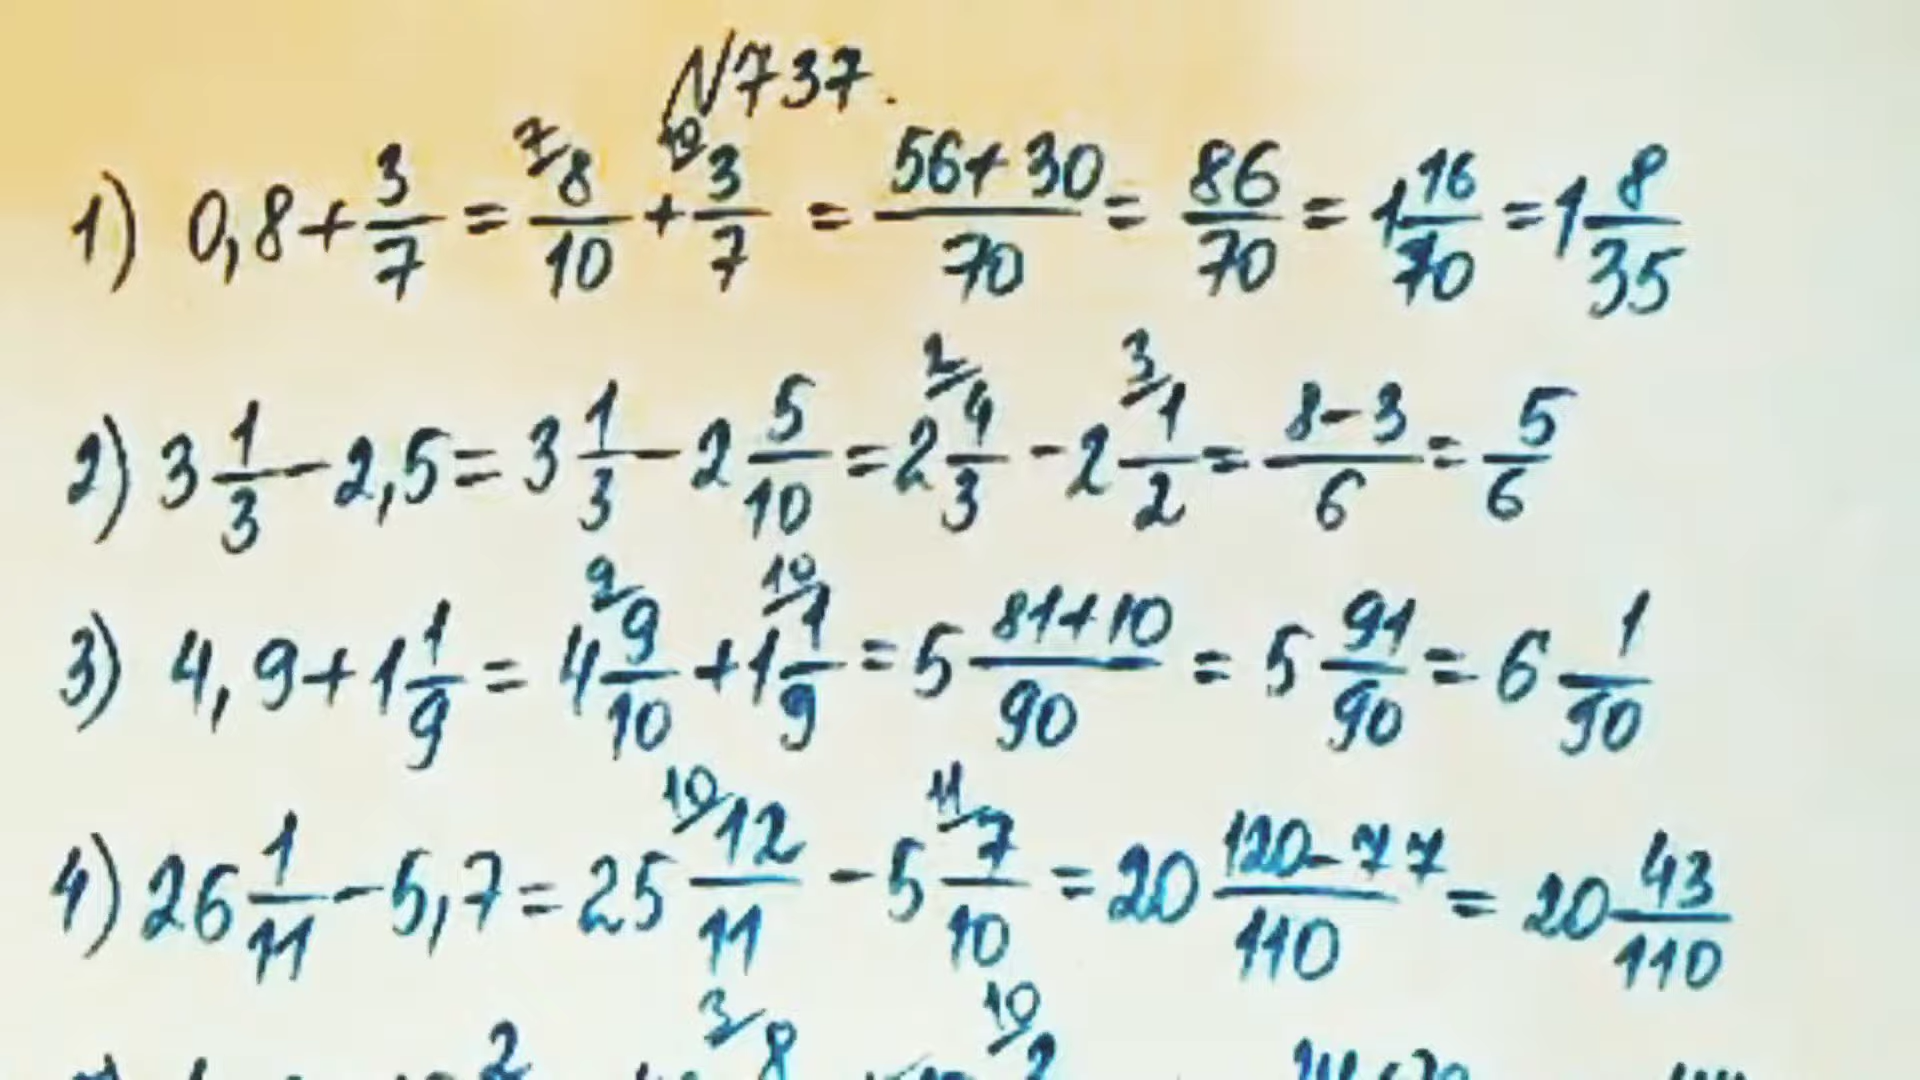 N737.
1) 0,8 + 3/7 = 8/10 + 3/7 = (56+30)/70 = 86/70 = 1 16/70 = 1 8/35
2) 3 1/3 - 2,5 = 3 1/3 - 2 5/10 = 2 4/3 - 2 1/2 = (8-3)/6 = 5/6
3) 4,9 + 1 1/9 = 4 9/10 + 1 1/9 = 5 (81+10)/90 = 5 91/90 = 6 1/90
4) 26 1/11 - 5,7 = 25 12/11 - 5 7/10 = 20 (120-77)/110 = 20 43/110